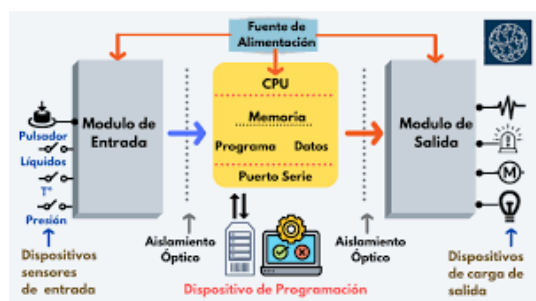 Fuente de
Alimentación
CPU
Memoria
Programa Datos
Puerto Serie
Modulo de
Entrada
Modulo de
Salida
Pulsador
Líquidos
Tº
Presión
M
Aislamiento
Óptico
Aislamiento
Óptico
Dispositivos
sensores
de entrada
Dispositivos
de carga de
salida
Dispositivo de Programación